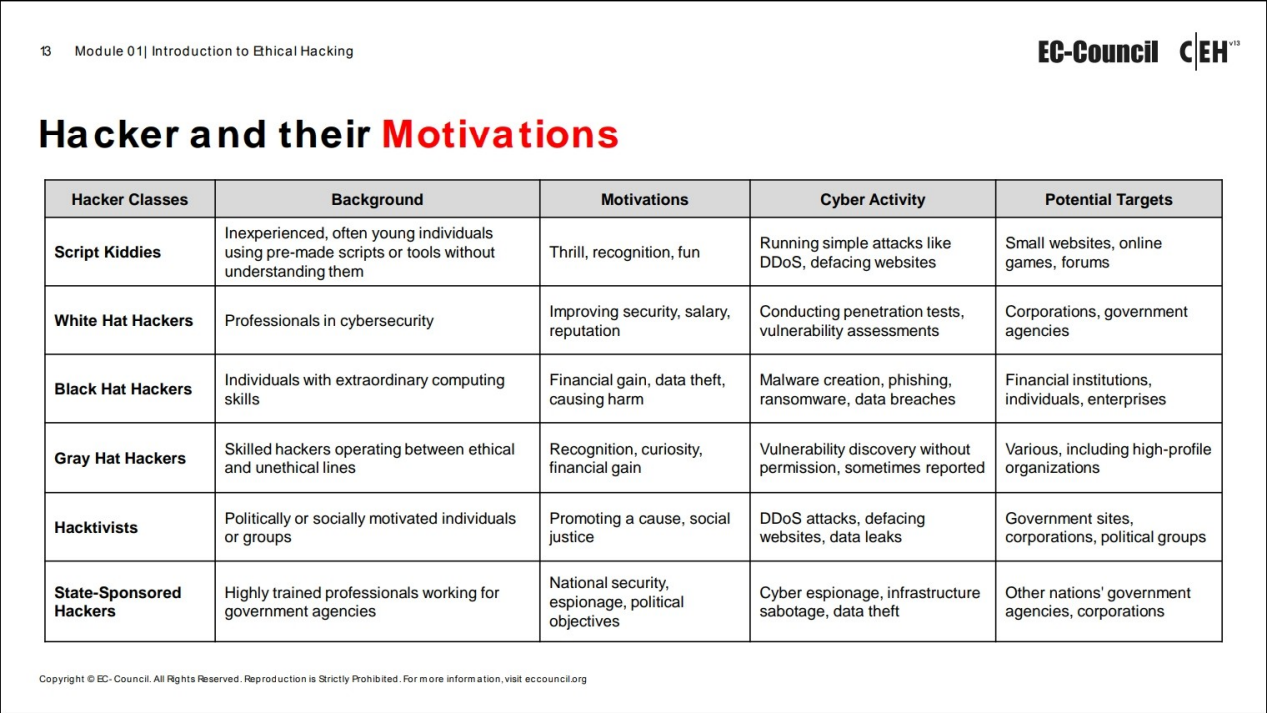 13 Module 01| Introduction to Ethical Hacking
EC-Council C|EH v13
Hacker and their Motivations
Hacker Classes Background Motivations Cyber Activity Potential Targets
Script Kiddies
Inexperienced, often young individuals
using pre-made scripts or tools without
understanding them
Thrill, recognition, fun
Running simple attacks like
DDoS, defacing websites
Small websites, online
games, forums
White Hat Hackers
Professionals in cybersecurity
Improving security, salary,
reputation
Conducting penetration tests,
vulnerability assessments
Corporations, government
agencies
Black Hat Hackers
Individuals with extraordinary computing
skills
Financial gain, data theft,
causing harm
Malware creation, phishing,
ransomware, data breaches
Financial institutions,
individuals, enterprises
Gray Hat Hackers
Skilled hackers operating between ethical
and unethical lines
Recognition, curiosity,
financial gain
Vulnerability discovery without
permission, sometimes reported
Various, including high-profile
organizations
Hacktivists
Politically or socially motivated individuals
or groups
Promoting a cause, social
justice
DDoS attacks, defacing
websites, data leaks
Government sites,
corporations, political groups
State-Sponsored
Hackers
Highly trained professionals working for
government agencies
National security,
espionage, political
objectives
Cyber espionage, infrastructure
sabotage, data theft
Other nations' government
agencies, corporations
Copyright © EC- Council. All Rights Reserved. Reproduction is Strictly Prohibited. For more information, visit eccouncil.org